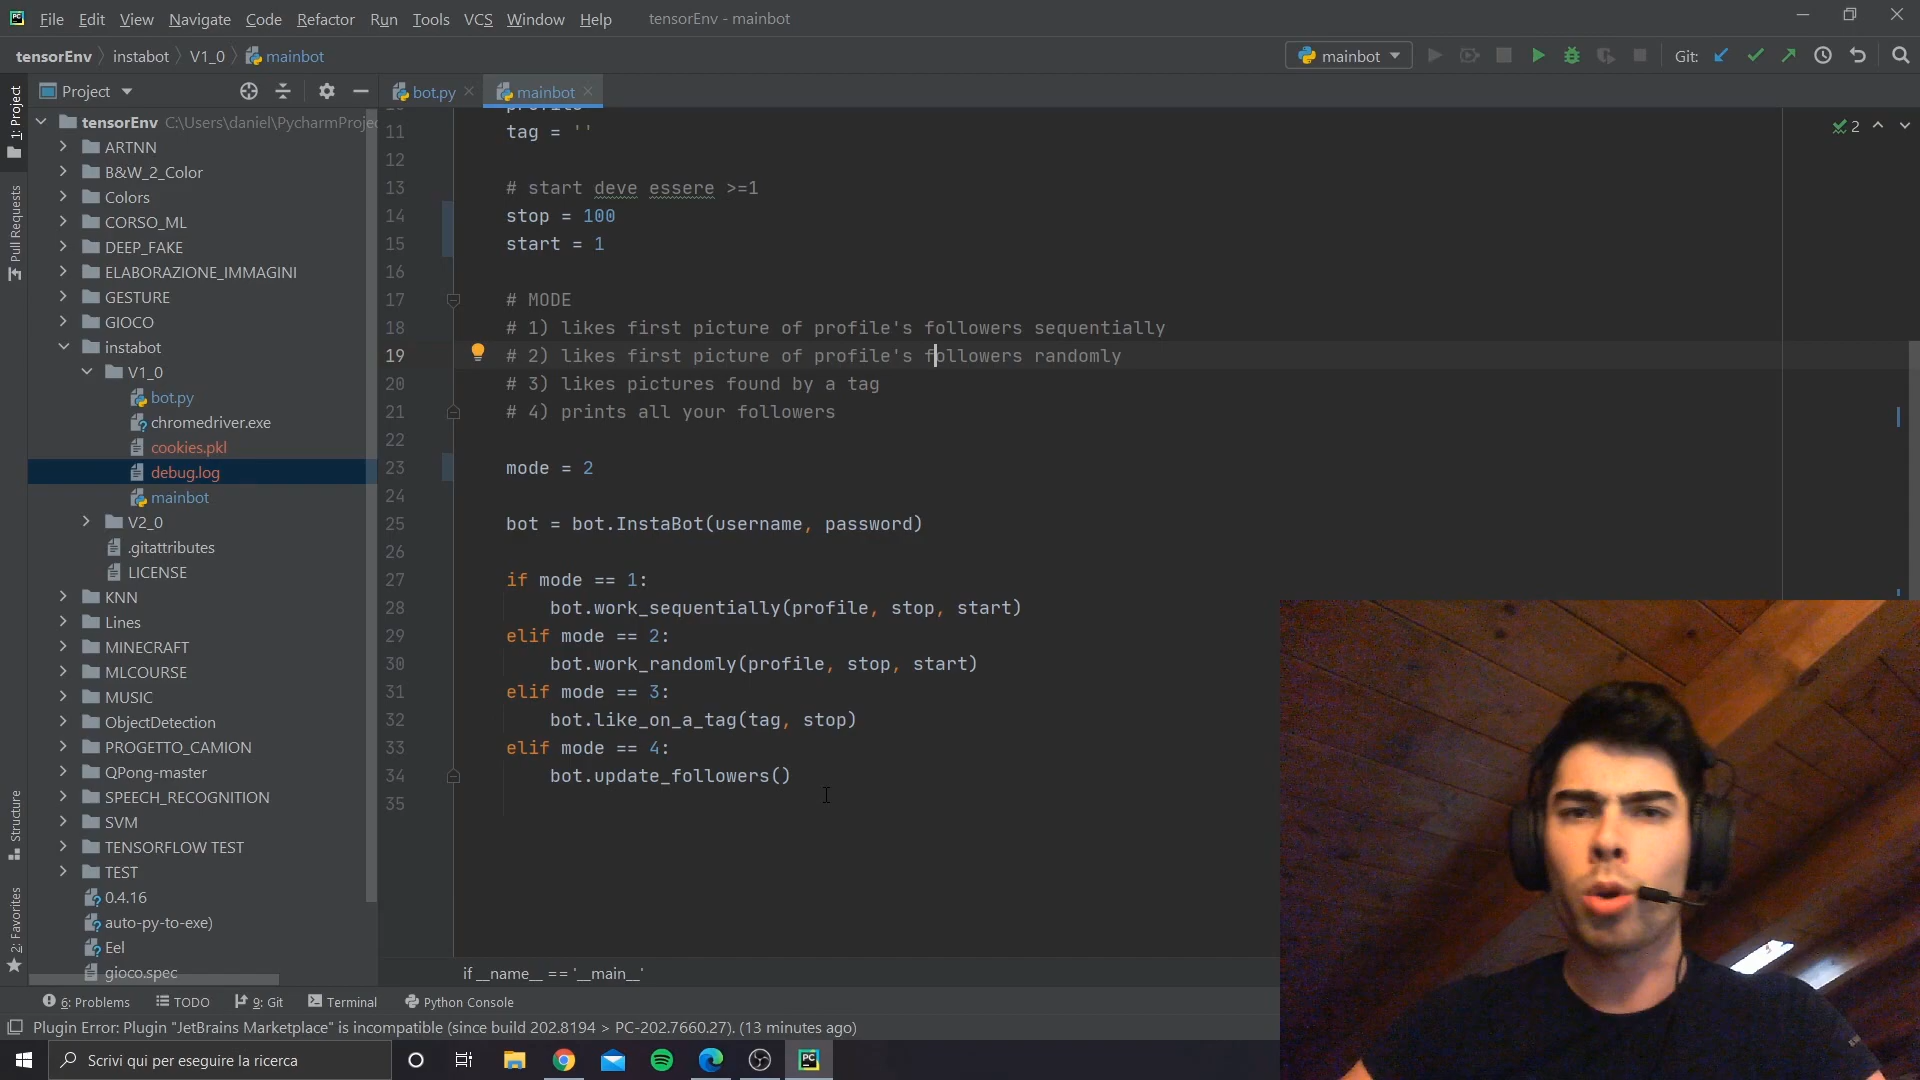 File Edit View Navigate Code Refactor Run Tools VCS Window Help tensorEnv - mainbot
tensorEnv instabot V1_0 mainbot
mainbot Git:
Project
bot.py mainbot
1: Project
Pull Requests
Structure
2: Favorites
tensorEnv C:\Users\daniel\PycharmProjec
ARTNN
B&W_2_Color
Colors
CORSO_ML
DEEP_FAKE
ELABORAZIONE_IMMAGINI
GESTURE
GIOCO
instabot
V1_0
bot.py
chromedriver.exe
cookies.pkl
debug.log
mainbot
V2_0
.gitattributes
LICENSE
KNN
Lines
MINECRAFT
MLCOURSE
MUSIC
ObjectDetection
PROGETTO_CAMION
QPong-master
SPEECH_RECOGNITION
SVM
TENSORFLOW TEST
TEST
0.4.16
auto-py-to-exe)
Eel
gioco.spec
2
11 tag = ''
12
13 # start deve essere >=1
14 stop = 100
15 start = 1
16
17 # MODE
18 # 1) likes first picture of profile's followers sequentially
19 # 2) likes first picture of profile's followers randomly
20 # 3) likes pictures found by a tag
21 # 4) prints all your followers
22
23 mode = 2
24
25 bot = bot.InstaBot(username, password)
26
27 if mode == 1:
28 bot.work_sequentially(profile, stop, start)
29 elif mode == 2:
30 bot.work_randomly(profile, stop, start)
31 elif mode == 3:
32 bot.like_on_a_tag(tag, stop)
33 elif mode == 4:
34 bot.update_followers()
35
if __name__ == '__main__'
6: Problems TODO 9: Git Terminal Python Console
Plugin Error: Plugin "JetBrains Marketplace" is incompatible (since build 202.8194 > PC-202.7660.27). (13 minutes ago)
Scrivi qui per eseguire la ricerca
PC